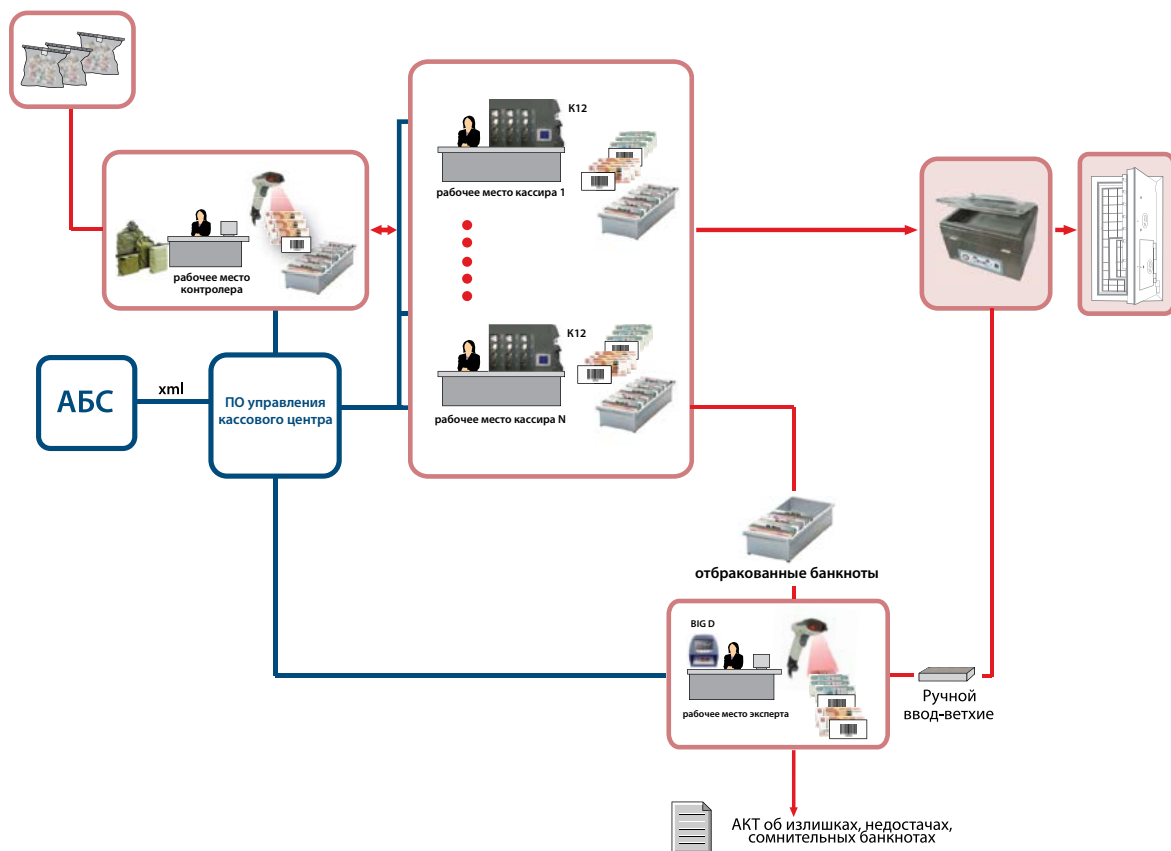 K12
рабочее место кассира 1
рабочее место
контролера
K12
рабочее место кассира N
АБС
xml
ПО управления
кассового центра
отбракованные банкноты
BIG D
рабочее место эксперта
Ручной
ввод-ветхие
АКТ об излишках, недостачах,
сомнительных банкнотах